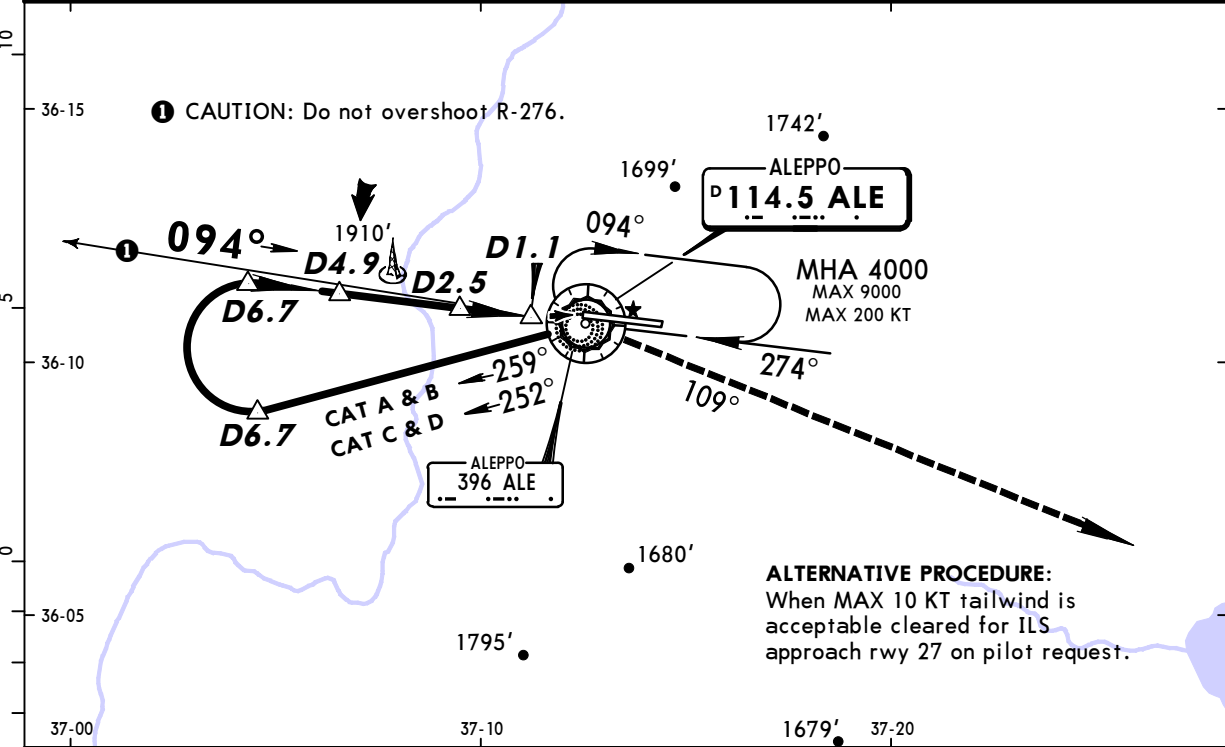 10
36-15
❶ CAUTION: Do not overshoot R-276.
1742'
1699'
ALEPPO
D 114.5 ALE
094°
1910'
094°
❶
D4.9
D2.5
D1.1
D6.7
MHA 4000
MAX 9000
MAX 200 KT
5
36-10
274°
109°
259°
CAT A & B
252°
CAT C & D
D6.7
ALEPPO
396 ALE
0
1680'
ALTERNATIVE PROCEDURE:
When MAX 10 KT tailwind is
acceptable cleared for ILS
approach rwy 27 on pilot request.
36-05
1795'
37-00
37-10
1679'
37-20